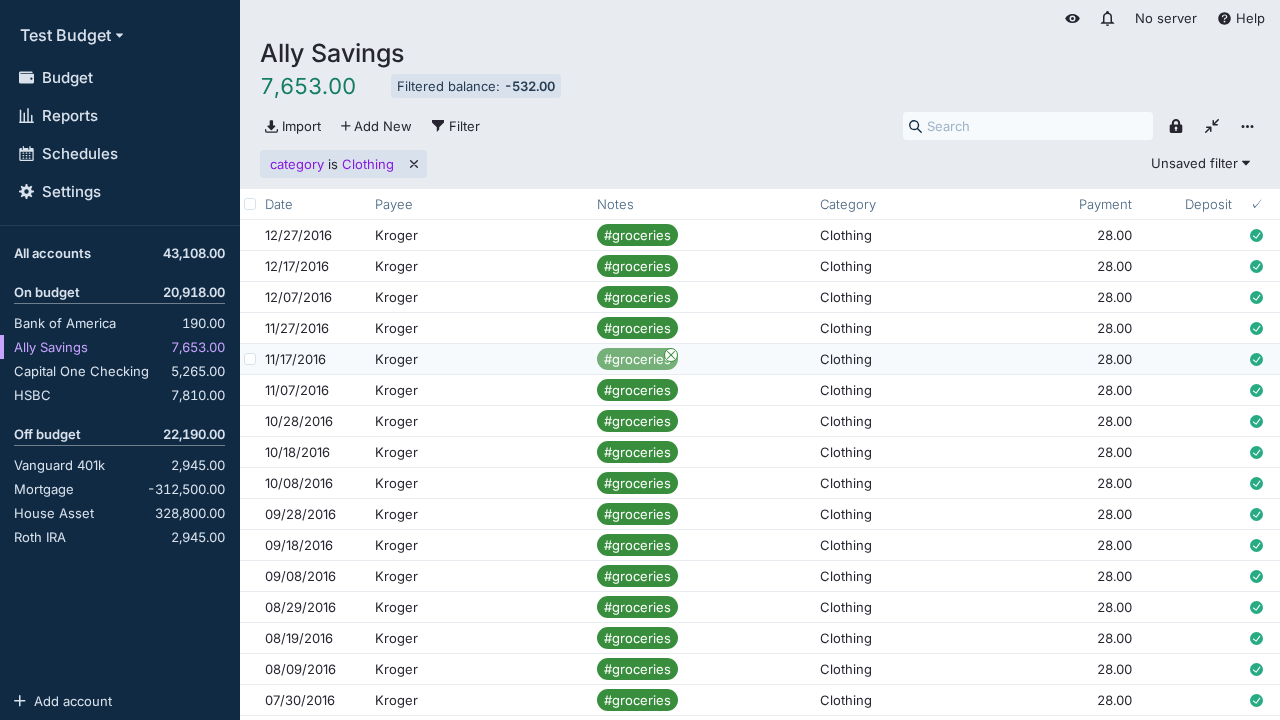 Test Budget
Budget
Reports
Schedules
Settings
All accounts 43,108.00
On budget 20,918.00
Bank of America 190.00
Ally Savings 7,653.00
Capital One Checking 5,265.00
HSBC 7,810.00
Off budget 22,190.00
Vanguard 401k 2,945.00
Mortgage -312,500.00
House Asset 328,800.00
Roth IRA 2,945.00
Add account
No server Help
Ally Savings
7,653.00 Filtered balance: -532.00
Import Add New Filter Search
category is Clothing Unsaved filter
Date Payee Notes Category Payment Deposit
12/27/2016 Kroger #groceries Clothing 28.00
12/17/2016 Kroger #groceries Clothing 28.00
12/07/2016 Kroger #groceries Clothing 28.00
11/27/2016 Kroger #groceries Clothing 28.00
11/17/2016 Kroger #groceries Clothing 28.00
11/07/2016 Kroger #groceries Clothing 28.00
10/28/2016 Kroger #groceries Clothing 28.00
10/18/2016 Kroger #groceries Clothing 28.00
10/08/2016 Kroger #groceries Clothing 28.00
09/28/2016 Kroger #groceries Clothing 28.00
09/18/2016 Kroger #groceries Clothing 28.00
09/08/2016 Kroger #groceries Clothing 28.00
08/29/2016 Kroger #groceries Clothing 28.00
08/19/2016 Kroger #groceries Clothing 28.00
08/09/2016 Kroger #groceries Clothing 28.00
07/30/2016 Kroger #groceries Clothing 28.00